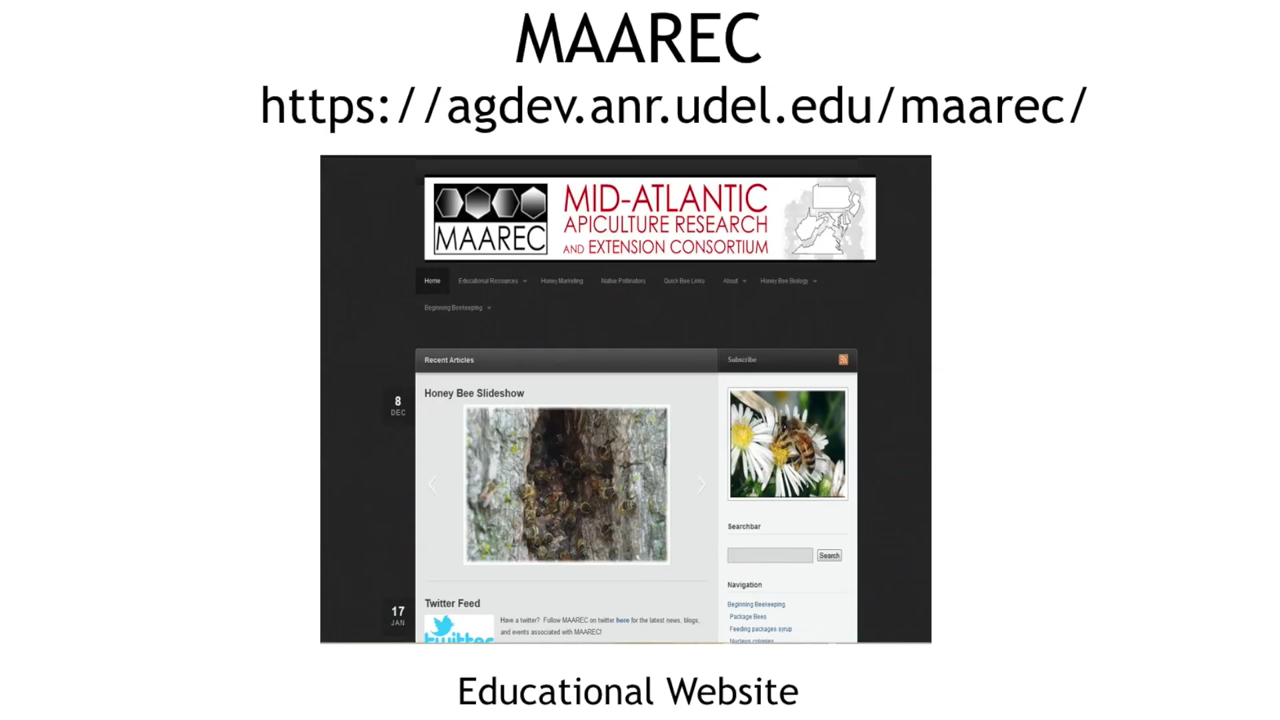 MAAREC
https://agdev.anr.udel.edu/maarec/
MAAREC
MID-ATLANTIC
APICULTURE RESEARCH
AND EXTENSION CONSORTIUM
Home Educational Resources Honey Marketing Native Pollinators Quick Bee Links About Honey Bee Biology
Beginning Beekeeping
Recent Articles
Subscribe
8
DEC
Honey Bee Slideshow
Searchbar
Search
Navigation
Beginning Beekeeping
Package Bees
Feeding packages syrup
Nucleus colonies
17
JAN
Twitter Feed
twitter
Have a twitter? Follow MAAREC on twitter here for the latest news, blogs,
and events associated with MAAREC!
Educational Website